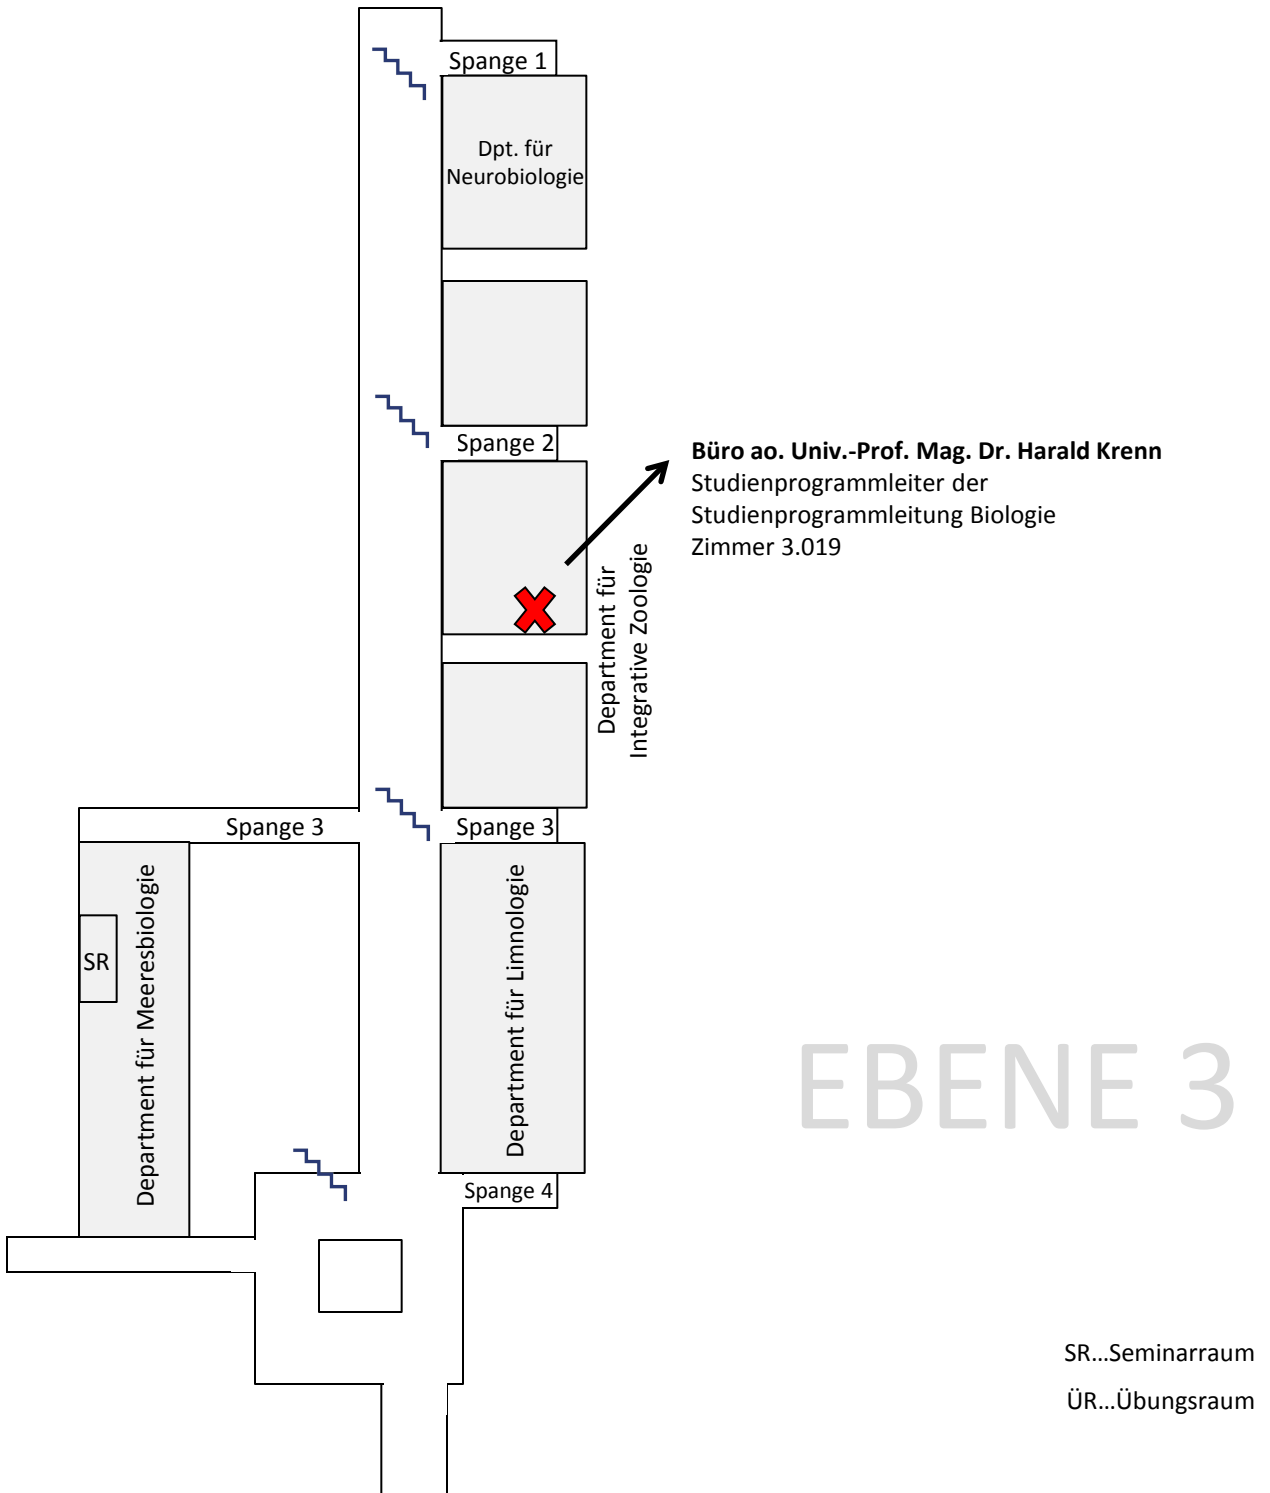 Spange 1
Dpt. für
Neurobiologie
Spange 2
Büro ao. Univ.-Prof. Mag. Dr. Harald Krenn
Studienprogrammleiter der
Studienprogrammleitung Biologie
Zimmer 3.019
Department für
Integrative Zoologie
Spange 3
Spange 3
Department für Meeresbiologie
SR
Department für Limnologie
EBENE 3
Spange 4
SR...Seminarraum
ÜR...Übungsraum